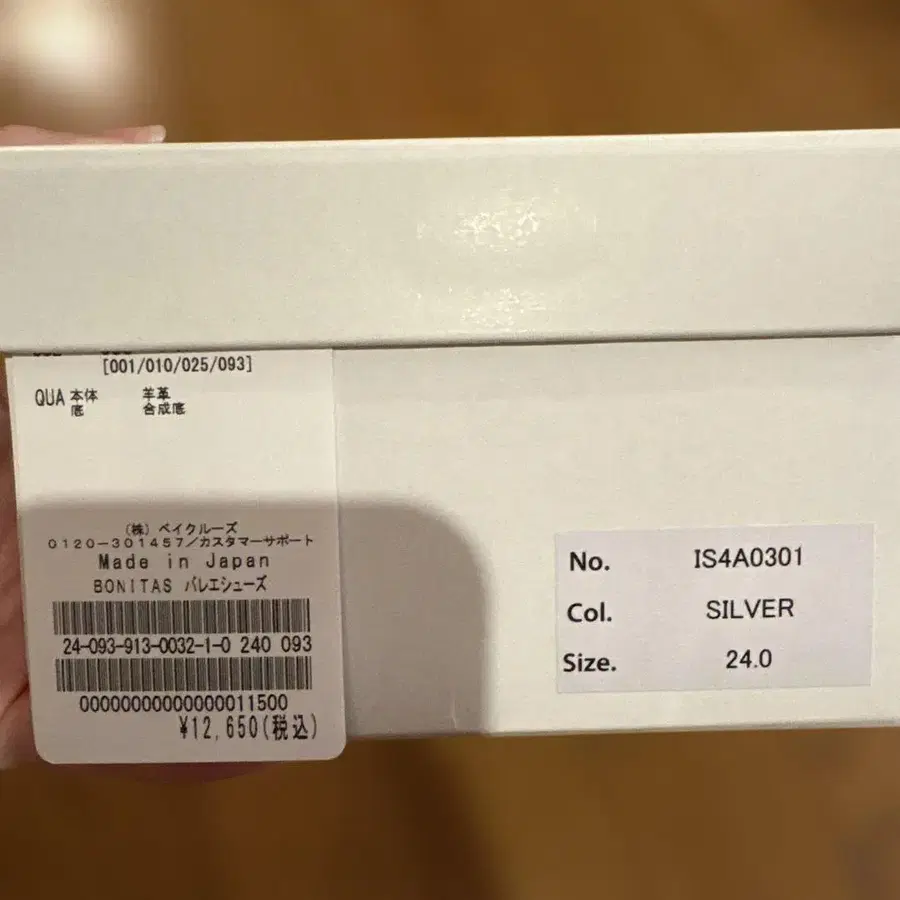 [001/010/025/093]
QUA 本体 羊革
底 合成底
(株) ベイクルーズ
0120-301457/カスタマーサポート
Made in Japan
BONITAS バレエシューズ
24-093-913-0032-1-0 240 093
00000000000000011500
¥12,650(税込)
No. IS4A0301
Col. SILVER
Size. 24.0